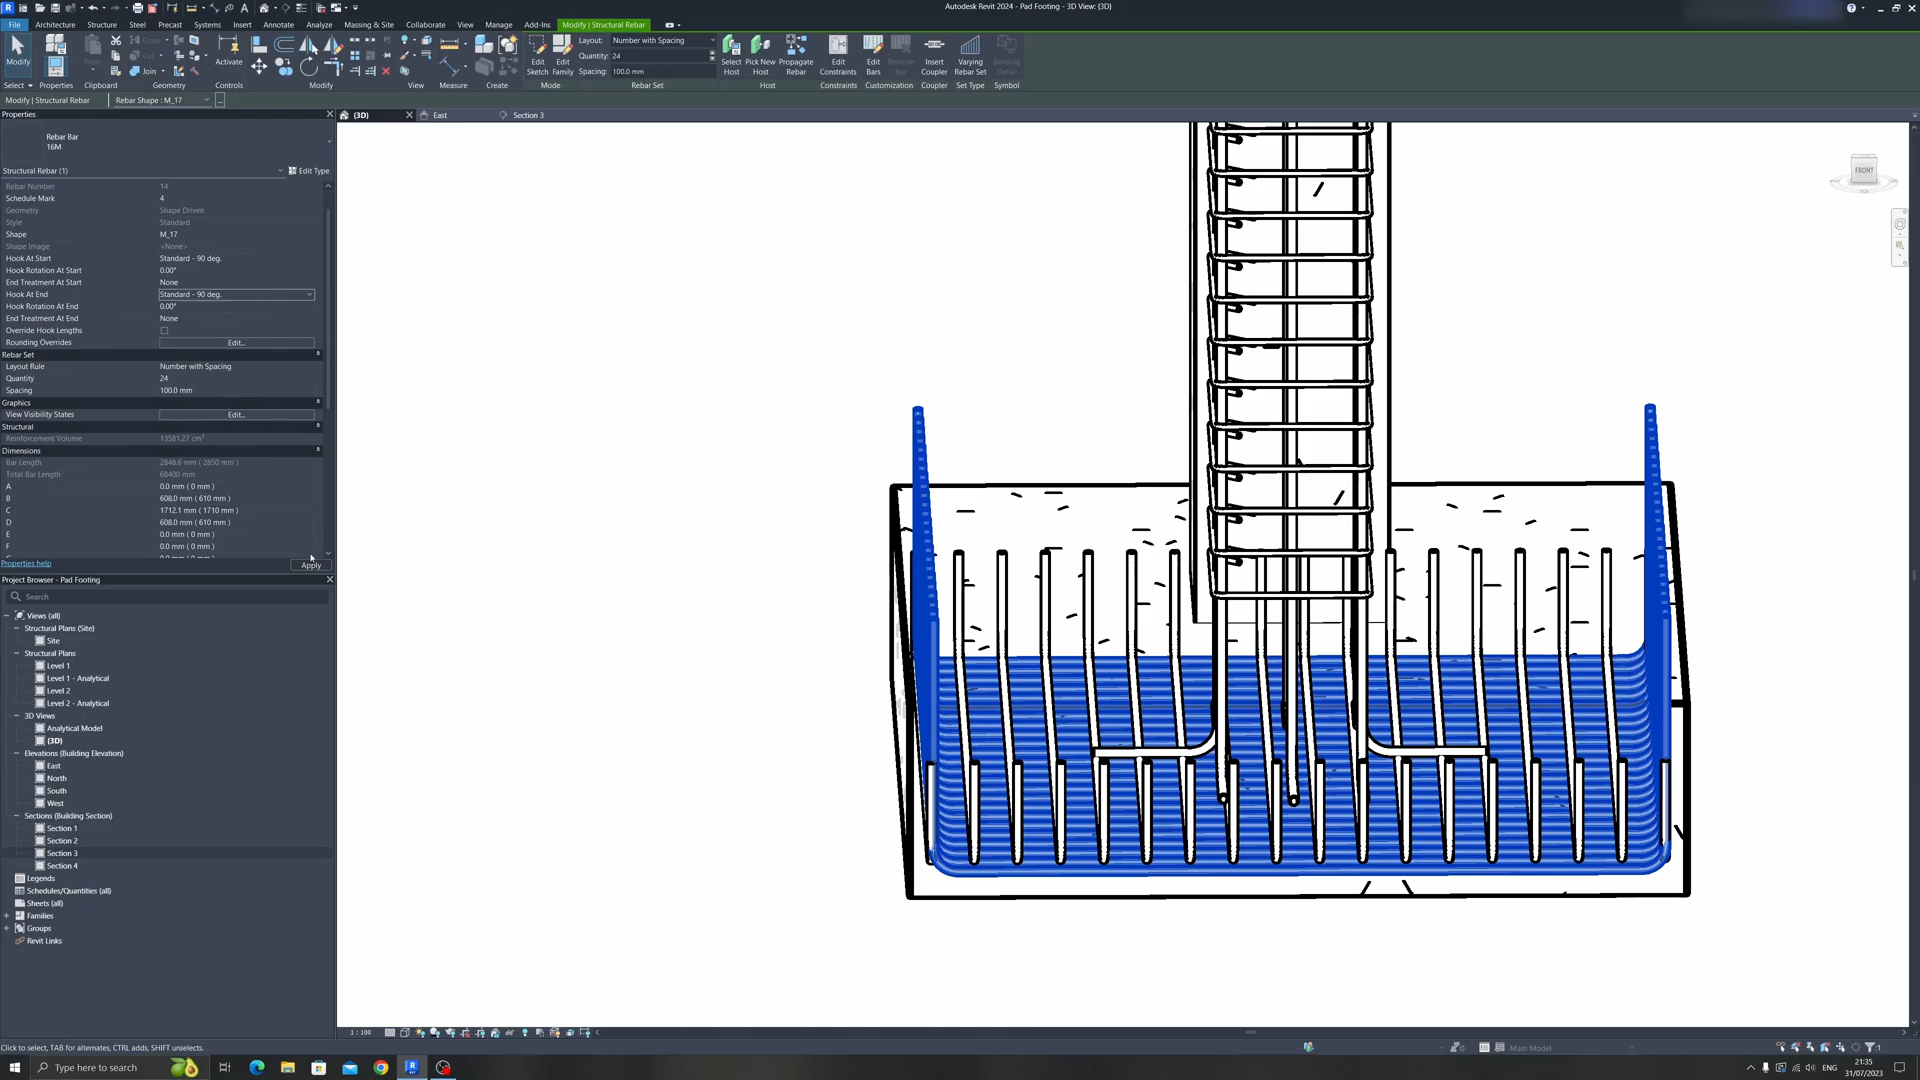 Autodesk Revit 2024 - Pad Footing - 3D View: {3D}
File Architecture Structure Steel Precast Systems Insert Annotate Analyze Massing & Site Collaborate View Manage Add-Ins Modify | Structural Rebar
Modify Paste Cope Cut Join Activate
Edit Sketch Edit Family
Layout: Number with Spacing
Quantity: 24
Spacing: 100.0 mm
Select Host Pick New Host Propagate Rebar Edit Constraints Edit Bars Remove Bar Insert Coupler Varying Rebar Set Bending Detail
Select Properties Clipboard Geometry Controls Modify View Measure Create Mode Rebar Set Host Constraints Customization Coupler Set Type Symbol
Modify | Structural Rebar Rebar Shape : M_17 ...
Properties
{3D} East Section 3
Rebar Bar
16M
Structural Rebar (1) Edit Type
Rebar Number 14
Schedule Mark 4
Geometry Shape Driven
Style Standard
Shape M_17
Shape Image <None>
Hook At Start Standard - 90 deg.
Hook Rotation At Start 0.00°
End Treatment At Start None
Hook At End Standard - 90 deg.
Hook Rotation At End 0.00°
End Treatment At End None
Override Hook Lengths
Rounding Overrides Edit...
Rebar Set
Layout Rule Number with Spacing
Quantity 24
Spacing 100.0 mm
Graphics
View Visibility States Edit...
Structural
Reinforcement Volume 13581.27 cm³
Dimensions
Bar Length 2848.6 mm ( 2850 mm )
Total Bar Length 68400 mm
A 0.0 mm ( 0 mm )
B 608.0 mm ( 610 mm )
C 1712.1 mm ( 1710 mm )
D 608.0 mm ( 610 mm )
E 0.0 mm ( 0 mm )
F 0.0 mm ( 0 mm )
Properties help Apply
Project Browser - Pad Footing
Search
Views (all)
Structural Plans (Site)
Site
Structural Plans
Level 1
Level 1 - Analytical
Level 2
Level 2 - Analytical
3D Views
Analytical Model
{3D}
Elevations (Building Elevation)
East
North
South
West
Sections (Building Section)
Section 1
Section 2
Section 3
Section 4
Legends
Schedules/Quantities (all)
Sheets (all)
Families
Groups
Revit Links
FRONT
1 : 100
Click to select, TAB for alternates, CTRL adds, SHIFT unselects.
:0 Main Model :1
Type here to search
ENG
21:35
31/07/2023